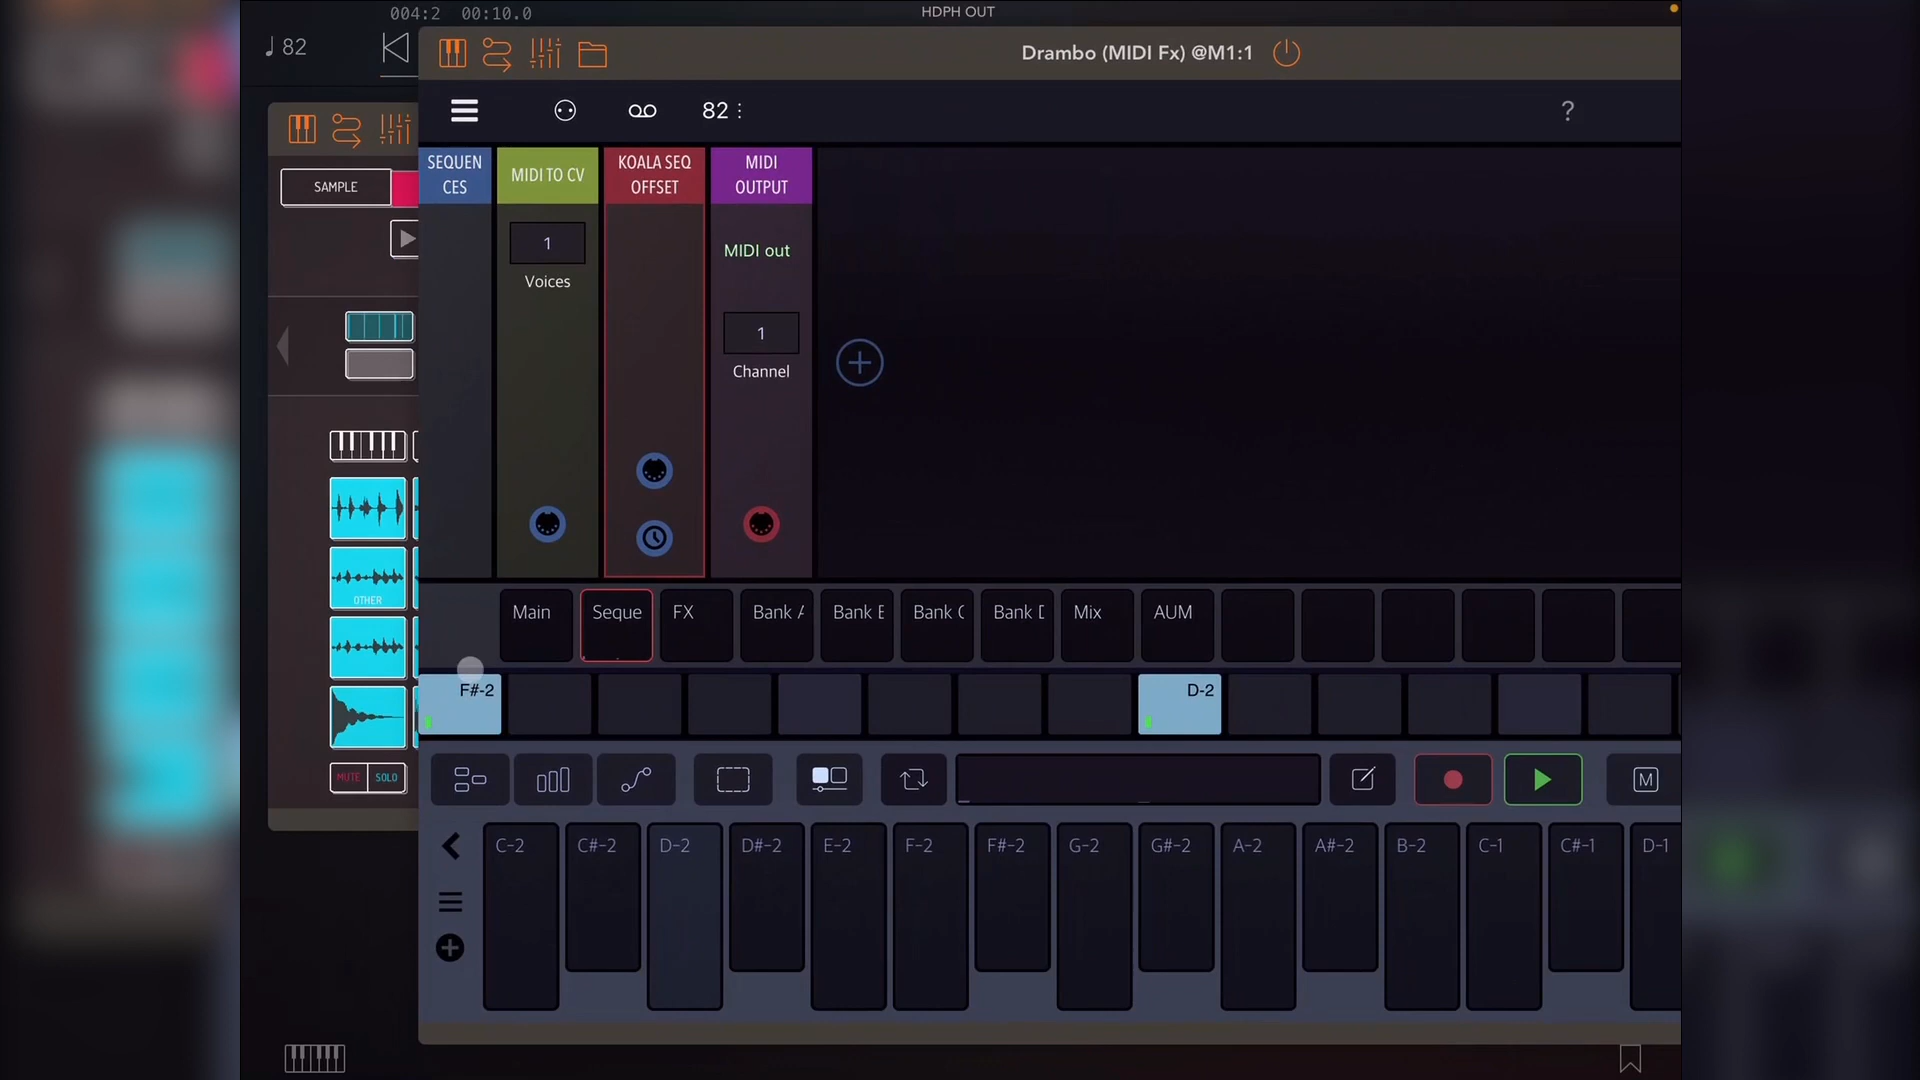 004:2 00:10.0
HDPH OUT
♩ 82
Drambo (MIDI Fx) @M1:1
82
?
SEQUEN
CES
MIDI TO CV
KOALA SEQ
OFFSET
MIDI
OUTPUT
SAMPLE
1
Voices
MIDI out
1
Channel
OTHER
MUTE SOLO
Main
Seque
FX
Bank A
Bank B
Bank C
Bank D
Mix
AUM
F#-2
D-2
M
C-2
C#-2
D-2
D#-2
E-2
F-2
F#-2
G-2
G#-2
A-2
A#-2
B-2
C-1
C#-1
D-1